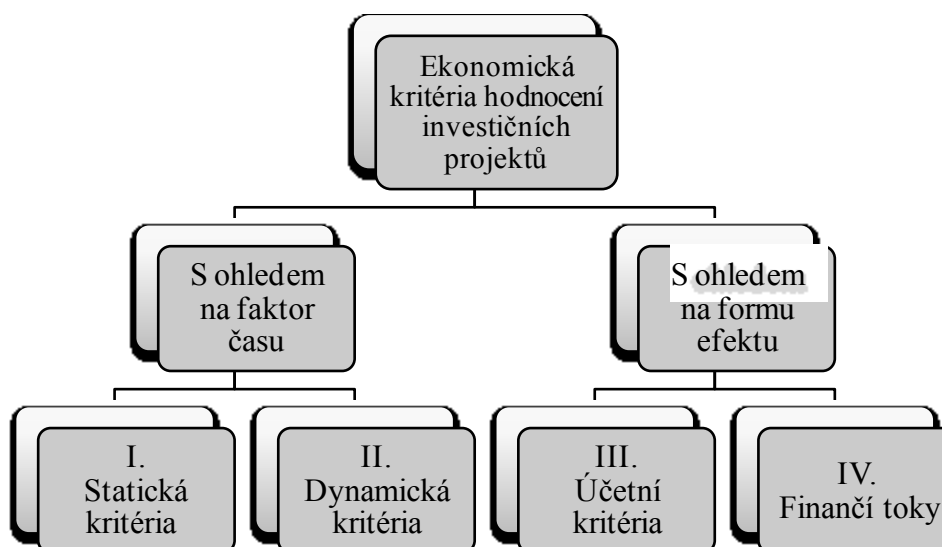 Ekonomická
kritéria hodnocení
investičních
projektů
S ohledem
na faktor
času
S ohledem
na formu
efektu
I.
Statická
kritéria
II.
Dynamická
kritéria
III.
Účetní
kritéria
IV.
Finančí toky